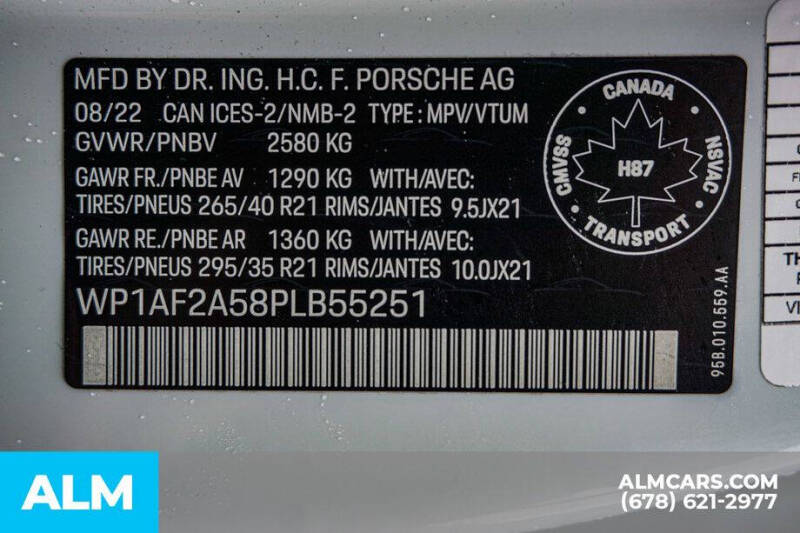 MFD BY DR. ING. H.C. F. PORSCHE AG
08/22 CAN ICES-2/NMB-2 TYPE: MPV/VTUM
GVWR/PNBV 2580 KG
GAWR FR./PNBE AV 1290 KG WITH/AVEC:
TIRES/PNEUS 265/40 R21 RIMS/JANTES 9.5JX21
GAWR RE./PNBE AR 1360 KG WITH/AVEC:
TIRES/PNEUS 295/35 R21 RIMS/JANTES 10.0JX21
WP1AF2A58PLB55251
CANADA
CMVSS
H87
NSVAC
TRANSPORT
95B.010.559.AA
TH
VI
ALM
ALMCARS.COM
(678) 621-2977